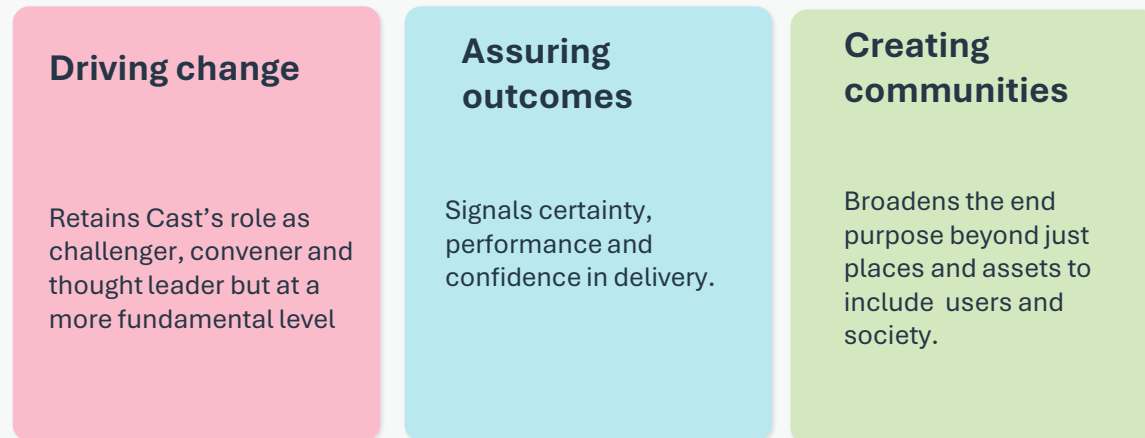 Driving change
Retains Cast’s role as
challenger, convener and
thought leader but at a
more fundamental level
Assuring
outcomes
Signals certainty,
performance and
confidence in delivery.
Creating
communities
Broadens the end
purpose beyond just
places and assets to
include  users and
society.